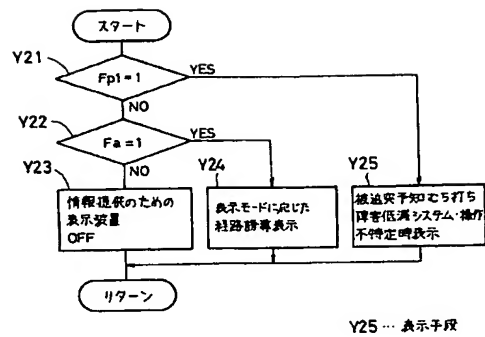 スタート
Y21
Fp1=1
YES
NO
Y22
Fa=1
YES
NO
Y23
情報提供のための
表示装置
OFF
Y24
表示モードに応じた
経路誘導表示
Y25
被追突予知むち打ち
障害低減システム・操作
不特定時表示
リターン
Y25…表示手段